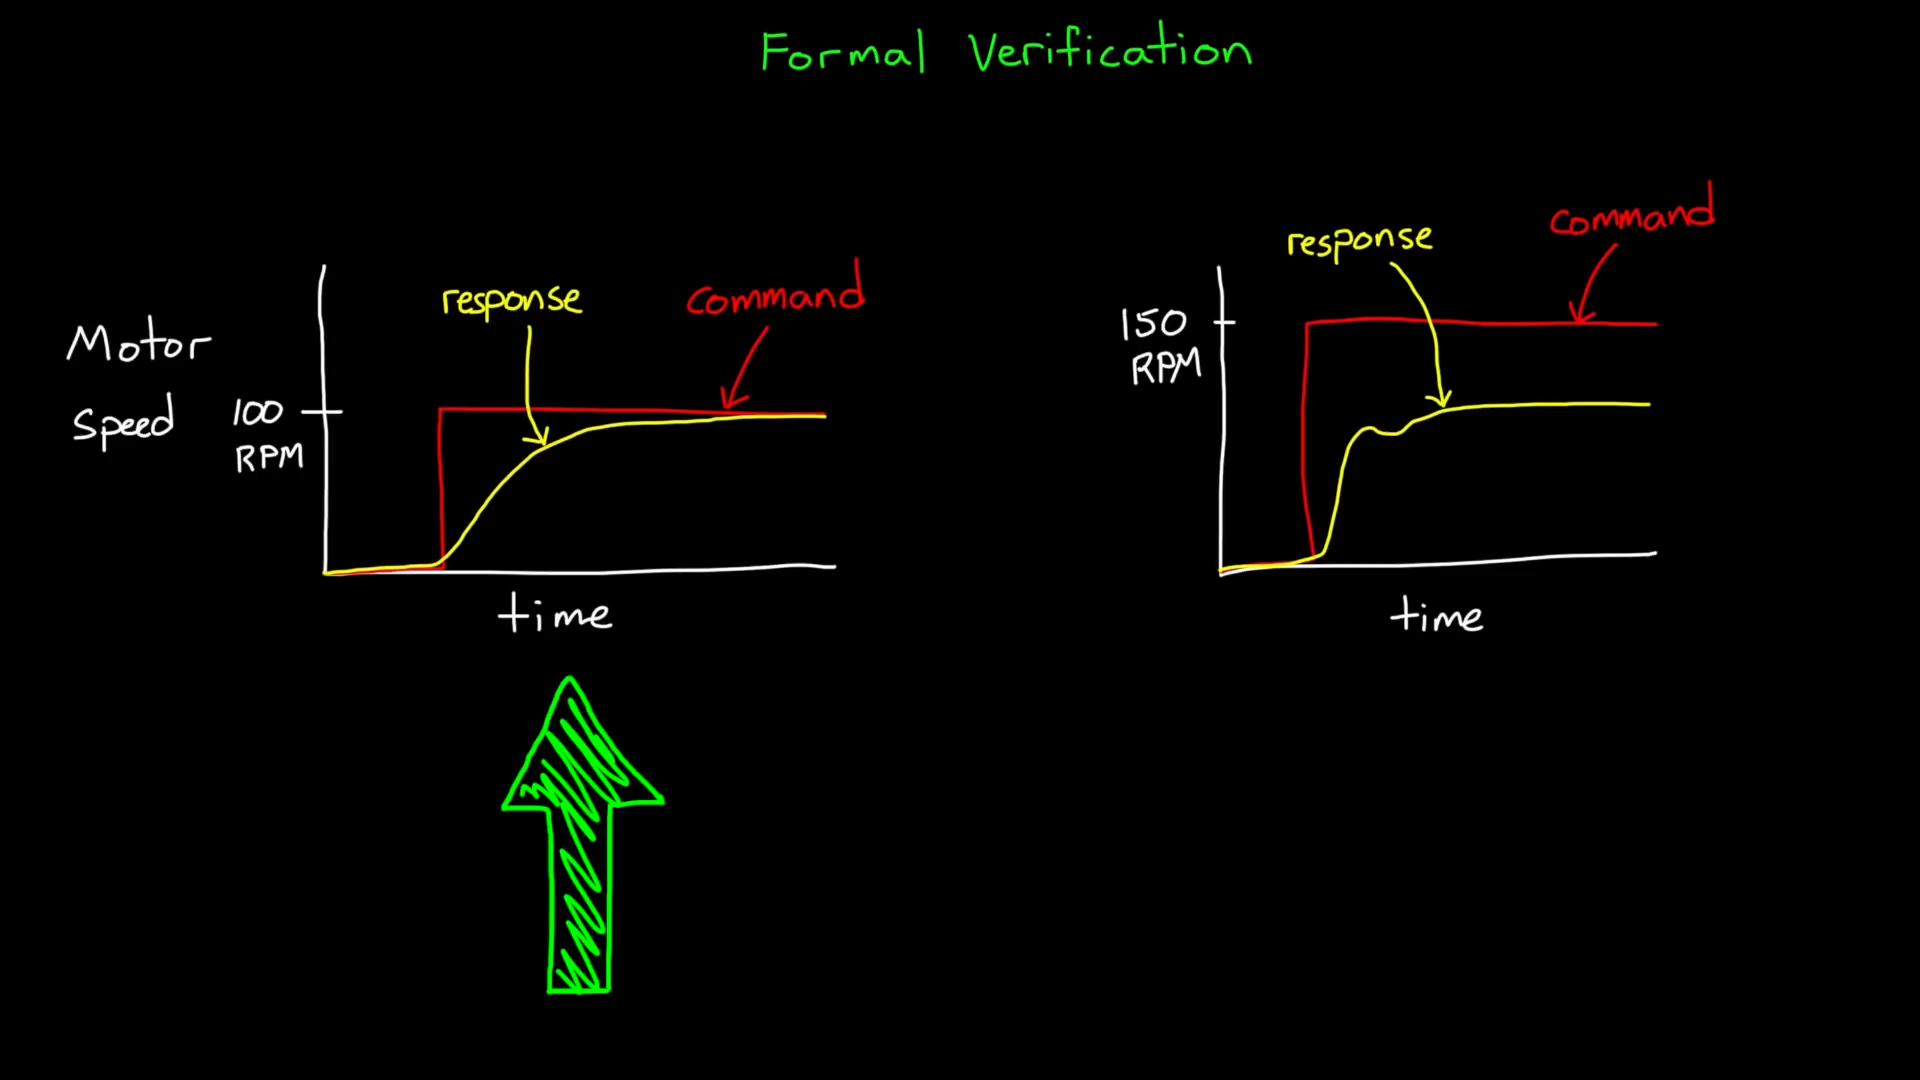 Formal Verification
Motor
Speed
100
RPM
response
command
time
150
RPM
response
command
time